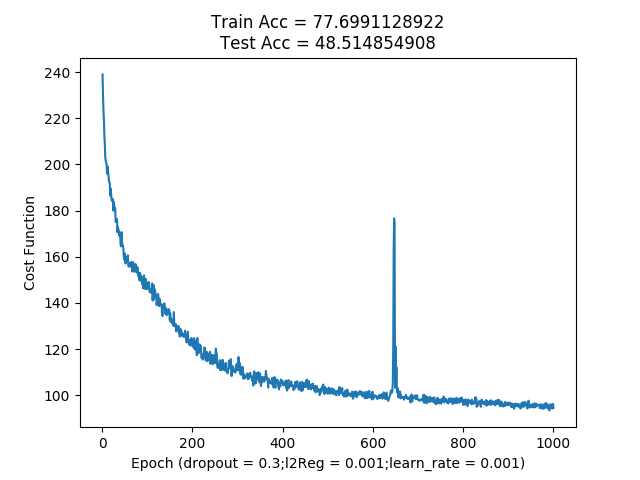 Train Acc = 77.6991128922
Test Acc = 48.514854908
240
220
200
180
160
140
120
100
Cost Function
0 200 400 600 800 1000
Epoch (dropout = 0.3;l2Reg = 0.001;learn_rate = 0.001)